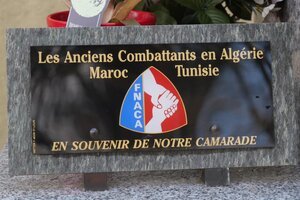 Les Anciens Combattants en Algérie
Maroc Tunisie
FNACA
EN SOUVENIR DE NOTRE CAMARADE